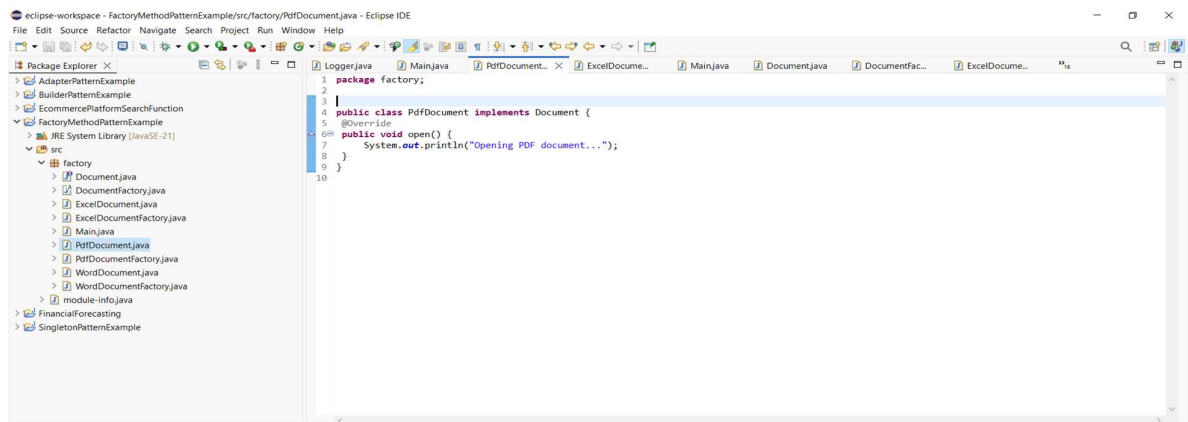 eclipse-workspace - FactoryMethodPatternExample/src/factory/PdfDocument.java - Eclipse IDE
File Edit Source Refactor Navigate Search Project Run Window Help
Package Explorer
Logger.java Main.java PdfDocument... ExcelDocume... Main.java Document.java DocumentFac... ExcelDocume... »16
AdapterPatternExample
BuilderPatternExample
EcommercePlatformSearchFunction
FactoryMethodPatternExample
JRE System Library [JavaSE-21]
src
factory
Document.java
DocumentFactory.java
ExcelDocument.java
ExcelDocumentFactory.java
Main.java
PdfDocument.java
PdfDocumentFactory.java
WordDocument.java
WordDocumentFactory.java
module-info.java
FinancialForecasting
SingletonPatternExample
1 package factory;
2
3
4 public class PdfDocument implements Document {
5 @Override
6 public void open() {
7 System.out.println("Opening PDF document...");
8 }
9 }
10